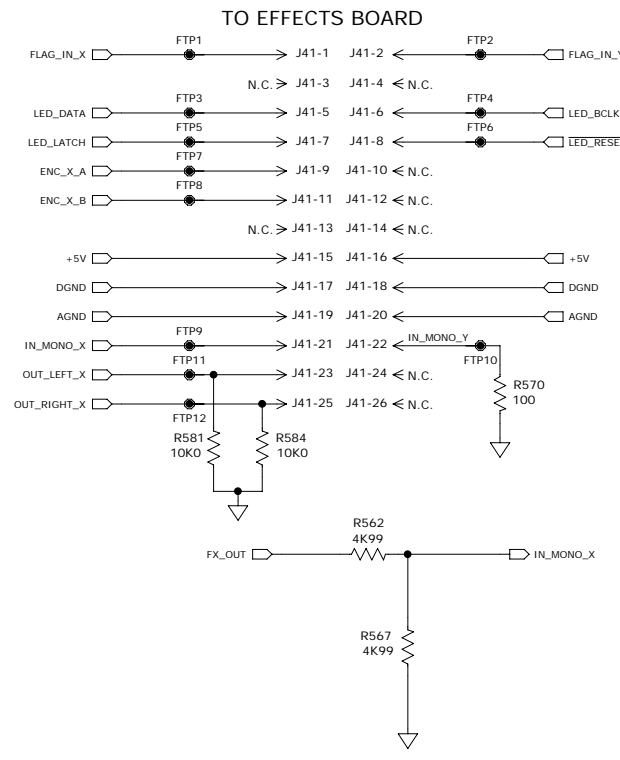 TO EFFECTS BOARD
FTP1 FTP2
FLAG_IN_X J41-1 J41-2 FLAG_IN_Y
N.C. J41-3 J41-4 N.C.
FTP3 FTP4
LED_DATA J41-5 J41-6 LED_BCLK
FTP5 FTP6
LED_LATCH J41-7 J41-8 LED_RESE
FTP7
ENC_X_A J41-9 J41-10 N.C.
FTP8
ENC_X_B J41-11 J41-12 N.C.
N.C. J41-13 J41-14 N.C.
+5V J41-15 J41-16 +5V
DGND J41-17 J41-18 DGND
AGND J41-19 J41-20 AGND
FTP9 IN_MONO_Y
IN_MONO_X J41-21 J41-22
FTP11 FTP10
OUT_LEFT_X J41-23 J41-24 N.C.
R570
100
OUT_RIGHT_X J41-25 J41-26 N.C.
FTP12
R581 R584
10K0 10K0
R562
4K99
FX_OUT IN_MONO_X
R567
4K99